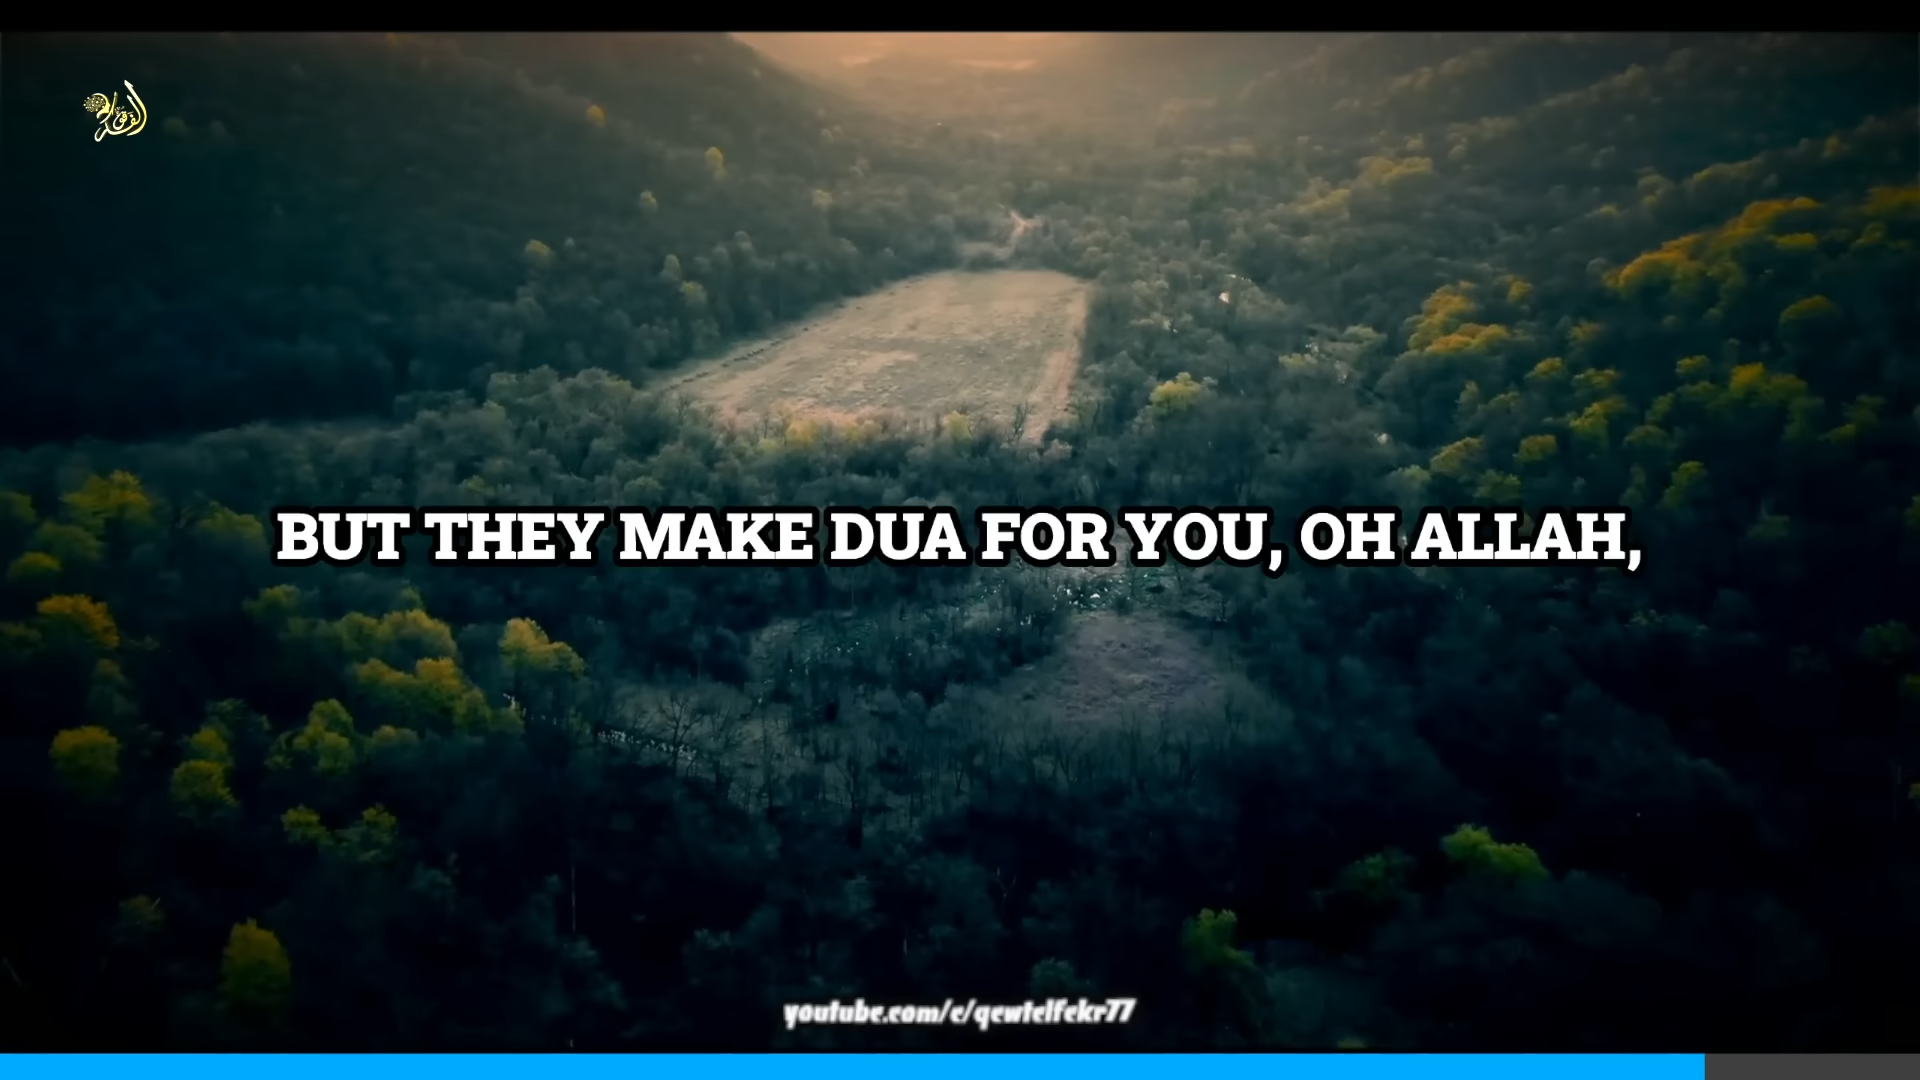 BUT THEY MAKE DUA FOR YOU, OH ALLAH,
youtube.com/c/qewtelfekr77